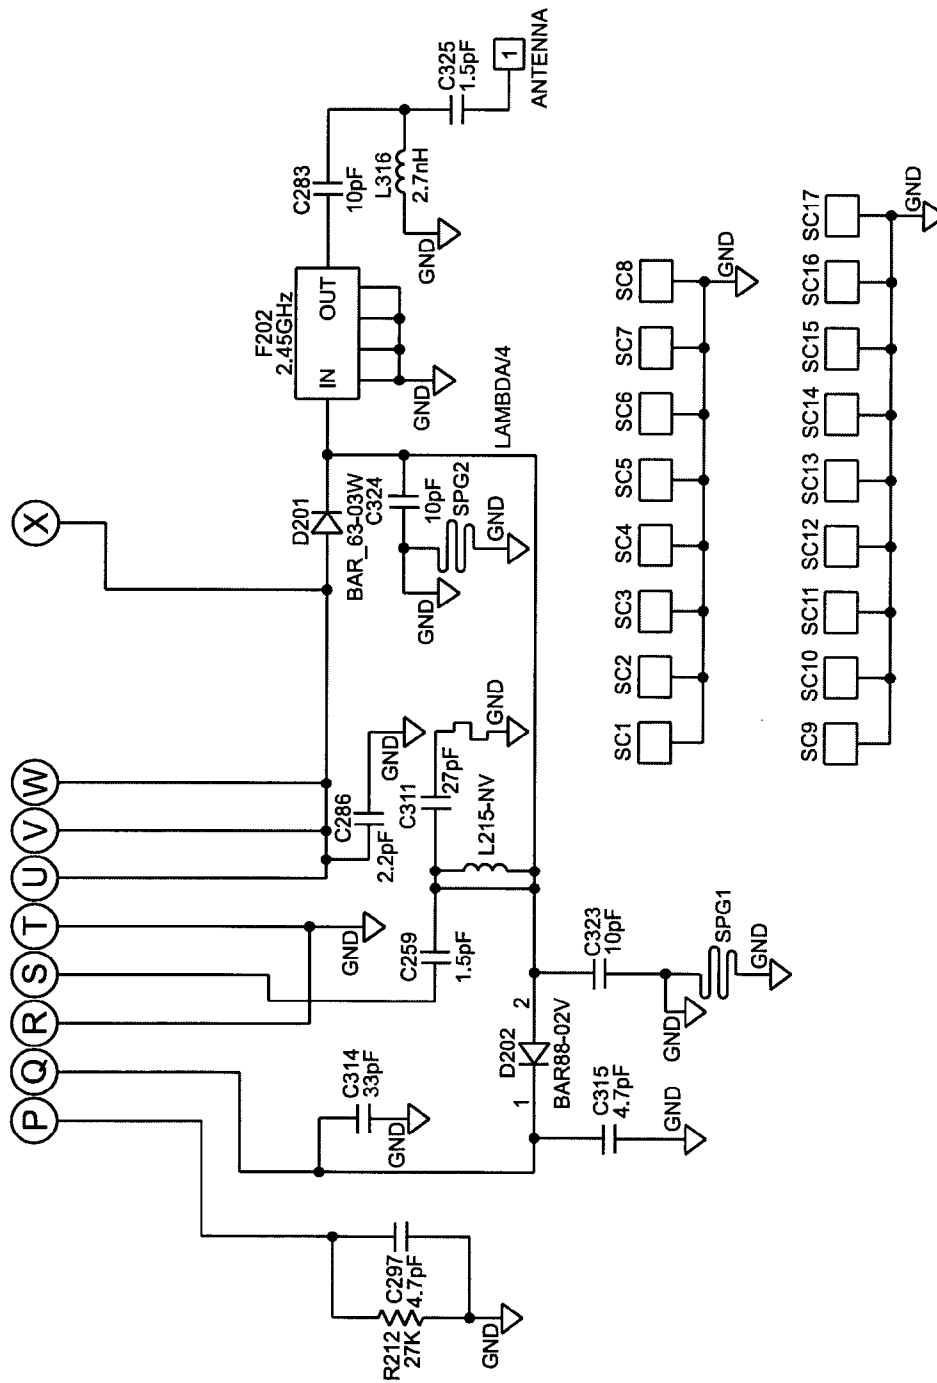 P
Q
R
S
T
U
V
W
X
R212
27K
C297
4.7pF
GND
C314
33pF
GND
GND
C286
2.2pF
GND
D201
BAR_63-03W
F202
2.45GHz
IN
OUT
GND
C283
10pF
L316
2.7nH
GND
C325
1.5pF
1
ANTENNA
C324
10pF
SPG2
GND
GND
LAMBDA/4
C259
1.5pF
C311
27pF
GND
L215-NV
1
D202
2
BAR88-02V
C315
4.7pF
GND
C323
10pF
GND
SPG1
GND
SC1
SC2
SC3
SC4
SC5
SC6
SC7
SC8
GND
SC9
SC10
SC11
SC12
SC13
SC14
SC15
SC16
SC17
GND